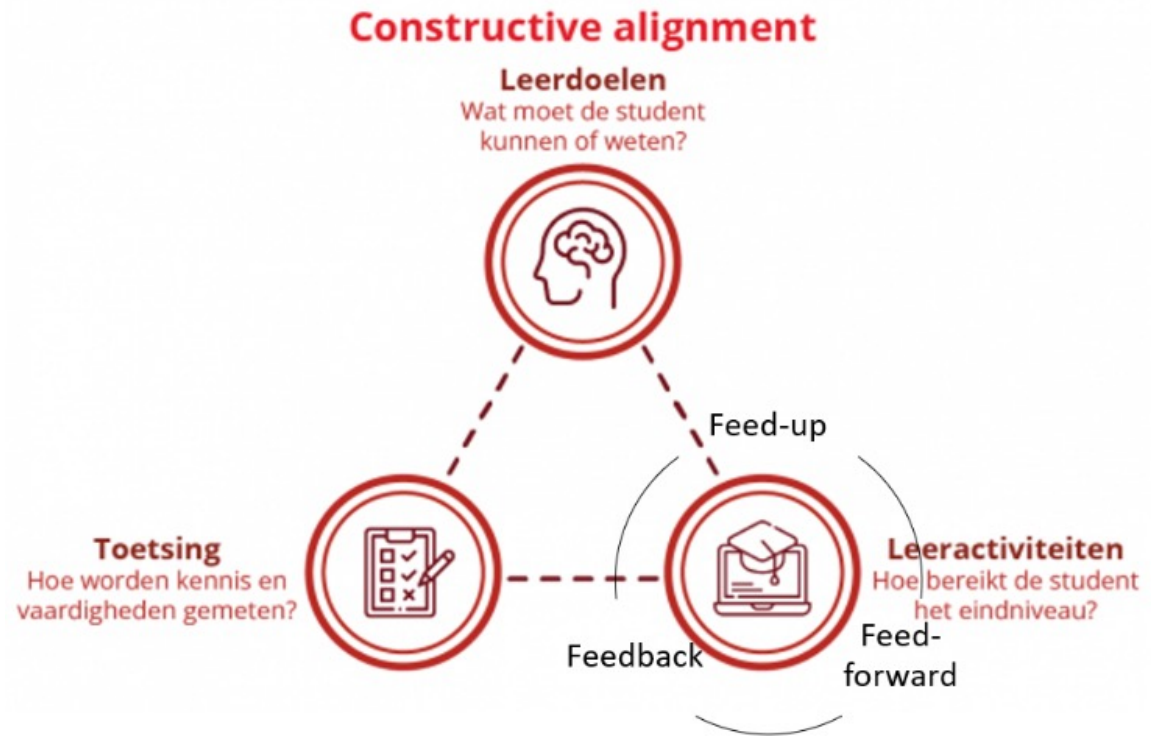 Constructive alignment
Leerdoelen
Wat moet de student
kunnen of weten?
Feed-up
Toetsing
Hoe worden kennis en
vaardigheden gemeten?
Leeractiviteiten
Hoe bereikt de student
het eindniveau?
Feedback
Feed-
forward